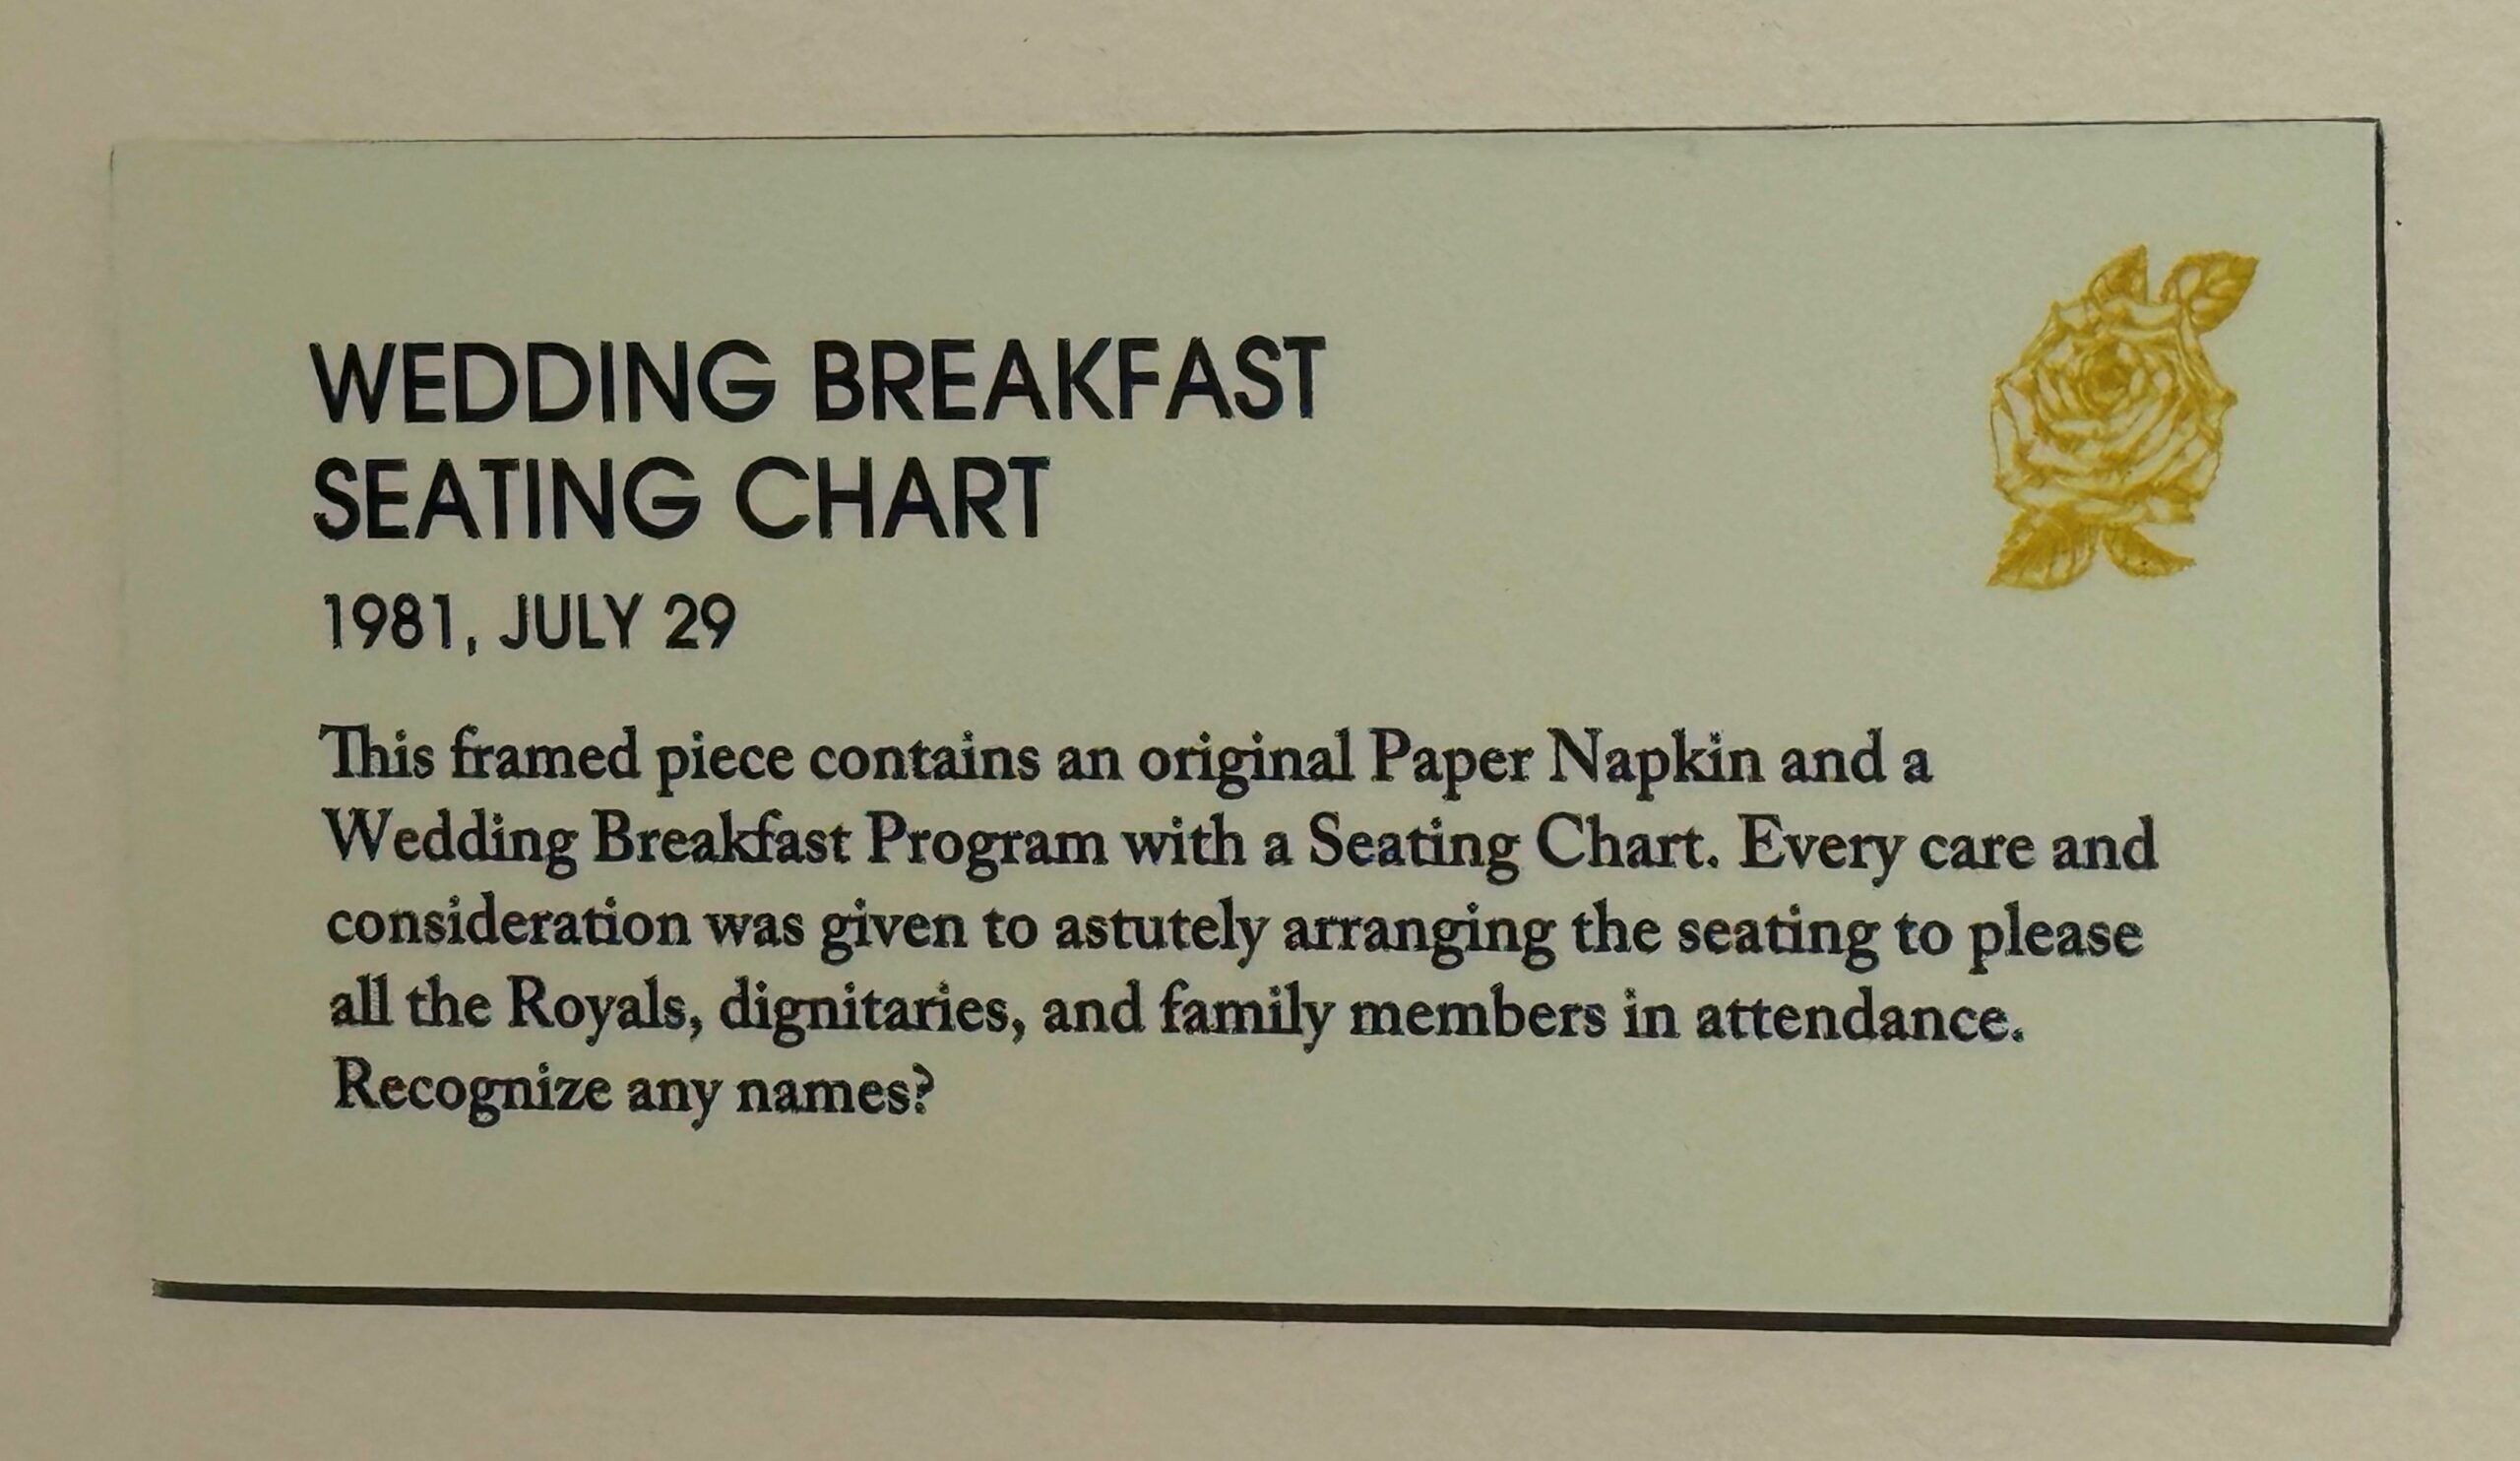 WEDDING BREAKFAST
SEATING CHART
1981, JULY 29
This framed piece contains an original Paper Napkin and a
Wedding Breakfast Program with a Seating Chart. Every care and
consideration was given to astutely arranging the seating to please
all the Royals, dignitaries, and family members in attendance.
Recognize any names?